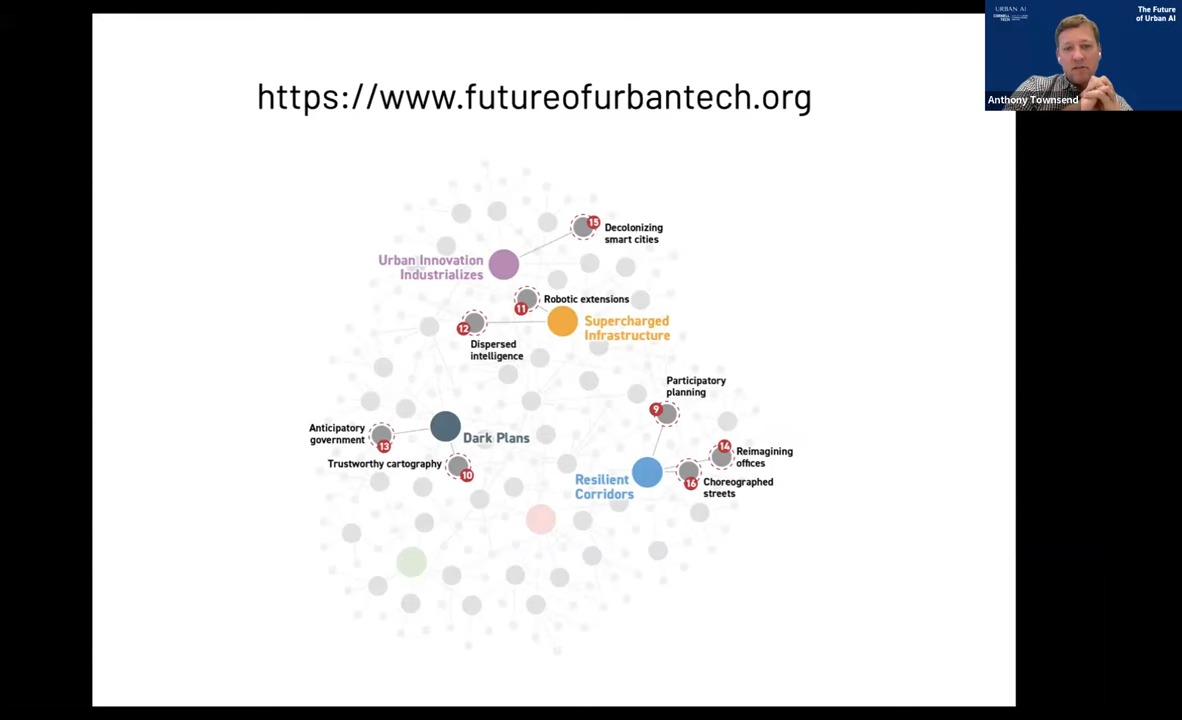 URBAN AI
CORNELL
TECH
The Future
of Urban AI
Anthony Townsend
https://www.futureofurbantech.org
15
Decolonizing
smart cities
Urban Innovation
Industrializes
11
Robotic extensions
12
Dispersed
intelligence
Supercharged
Infrastructure
Participatory
planning
9
Anticipatory
government
13
Dark Plans
Trustworthy cartography
10
14
Reimagining
offices
Resilient
Corridors
16
Choreographed
streets